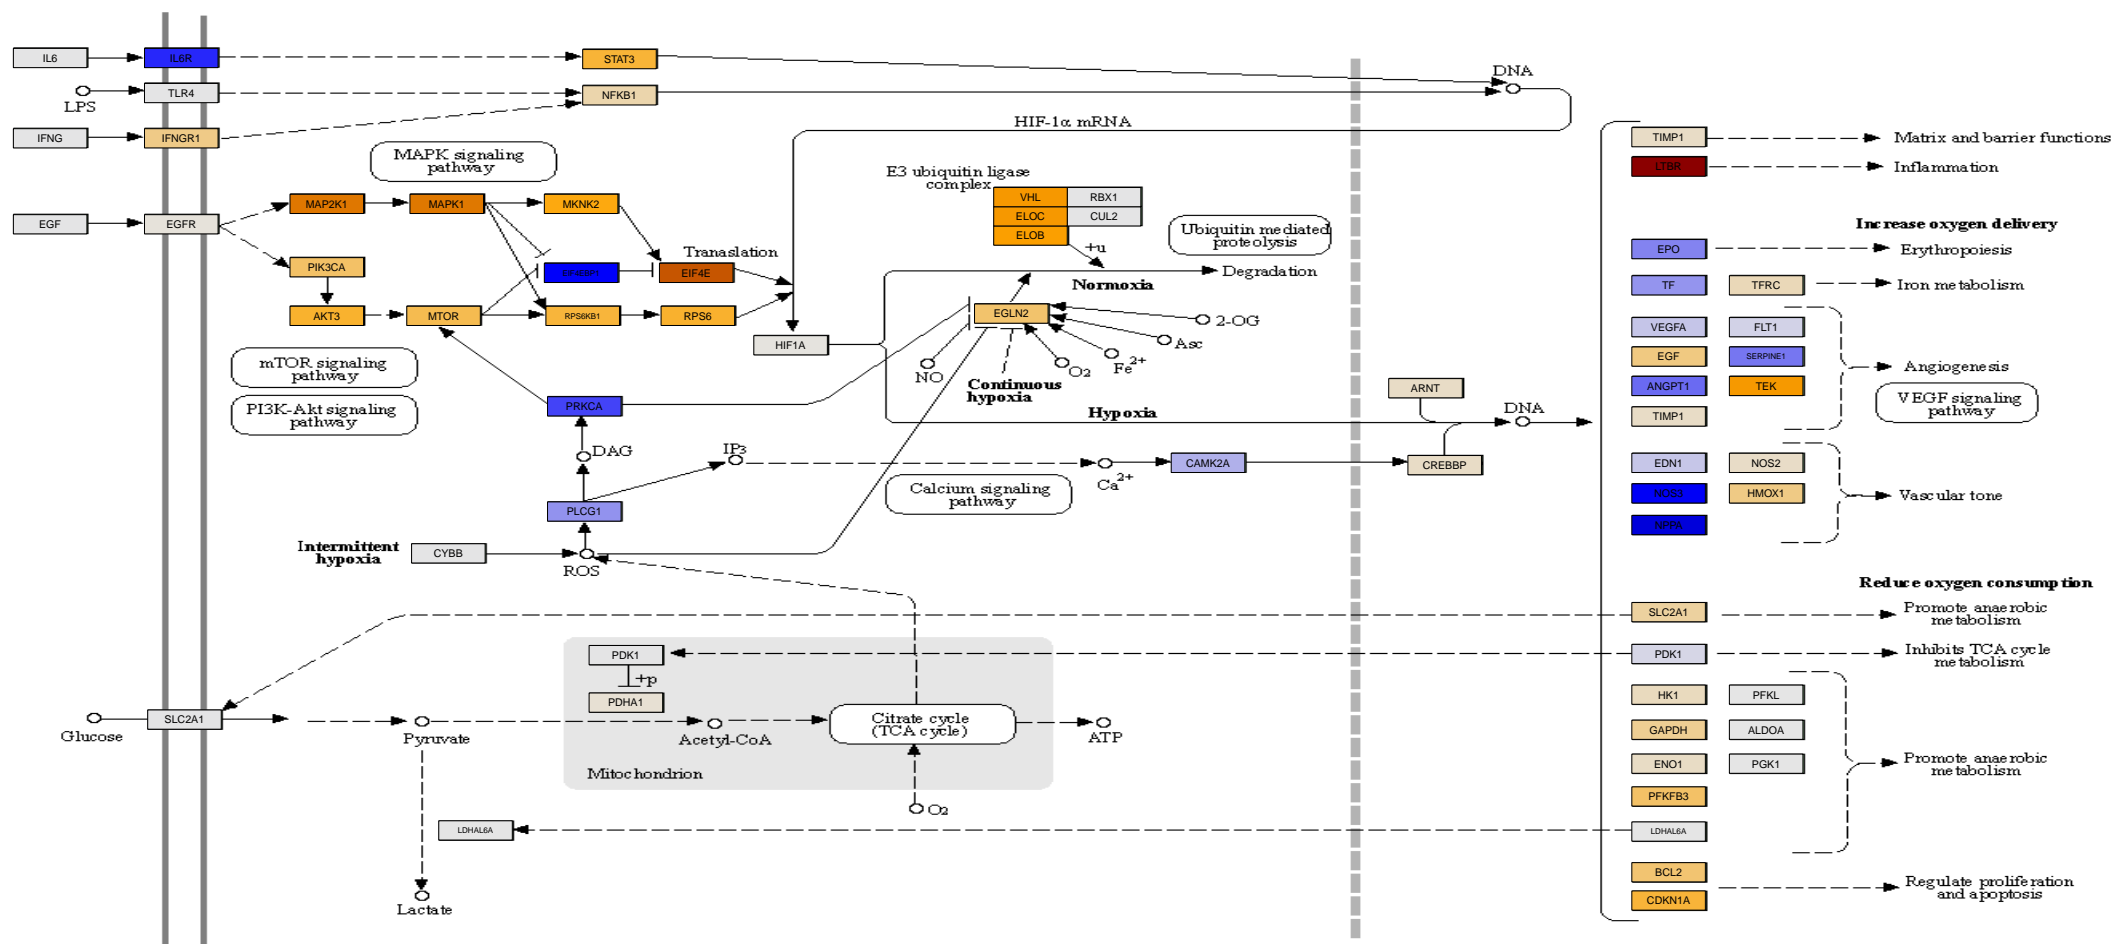 IL6
IL6R
STAT3
DNA
LPS
TLR4
NFKB1
IFNG
IFNGR1
HIF-1α mRNA
MAPK signaling
pathway
E3 ubiquitin ligase
complex
TIMP1
Matrix and barrier functions
LTBR
Inflammation
EGF
EGFR
MAP2K1
MAPK1
MKNK2
VHL
RBX1
ELOC
CUL2
ELOB
+u
Ubiquitin mediated
proteolysis
Increase oxygen delivery
Tranaslation
PIK3CA
EIF4EBP1
EIF4E
Degradation
Normoxia
EPO
Erythropoiesis
TF
TFRC
Iron metabolism
AKT3
MTOR
RPS6KB1
RPS6
EGLN2
2-OG
Asc
Fe2+
O2
NO
HIF1A
VEGFA
FLT1
EGF
SERPINE1
Angiogenesis
ANGPT1
TEK
VEGF signaling
pathway
TIMP1
mTOR signaling
pathway
PI3K-Akt signaling
pathway
Continuous
hypoxia
PRKCA
Hypoxia
ARNT
DNA
DAG
IP3
Ca2+
CAMK2A
CREBBP
Calcium signaling
pathway
PLCG1
EDN1
NOS2
NOS3
HMOX1
Vascular tone
NPPA
Intermittent
hypoxia
CYBB
ROS
Reduce oxygen consumption
SLC2A1
Promote anaerobic
metabolism
PDK1
+p
PDHA1
PDK1
Inhibits TCA cycle
metabolism
HK1
PFKL
Glucose
SLC2A1
Pyruvate
Acetyl-CoA
Citrate cycle
(TCA cycle)
ATP
GAPDH
ALDOA
ENO1
PGK1
Promote anaerobic
metabolism
Mitochondrion
O2
PFKFB3
LDHAL6A
LDHAL6A
Lactate
BCL2
CDKN1A
Regulate proliferation
and apoptosis